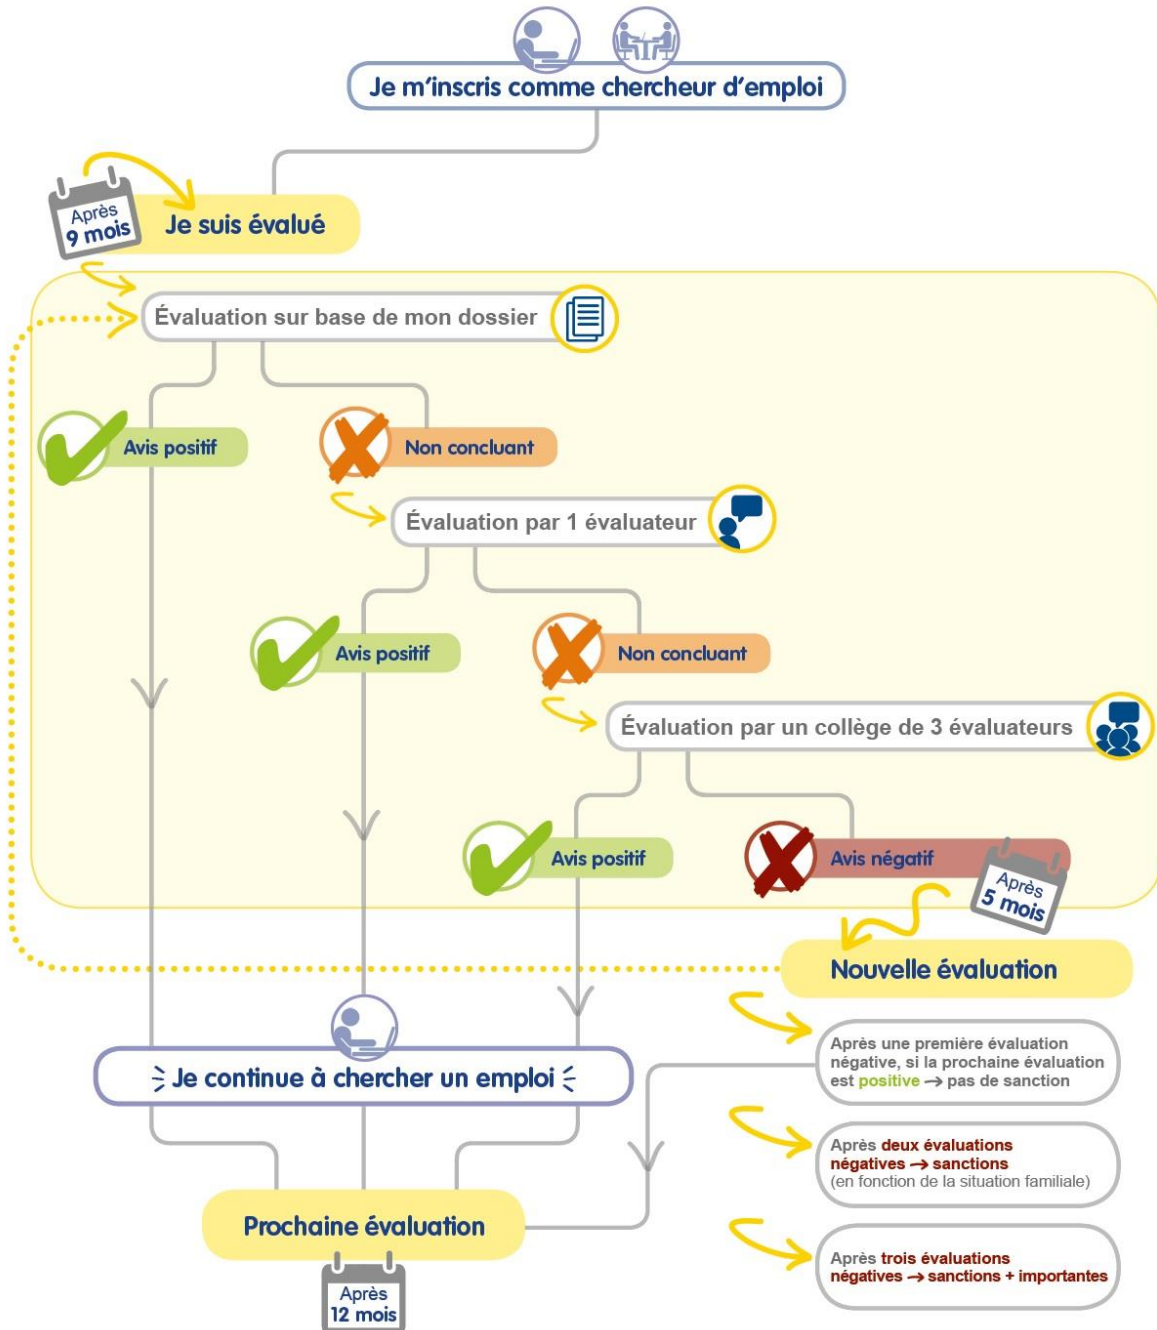 Je m'inscris comme chercheur d'emploi
Après
9 mois
Je suis évalué
Évaluation sur base de mon dossier
Avis positif
Non concluant
Évaluation par 1 évaluateur
Avis positif
Non concluant
Évaluation par un collège de 3 évaluateurs
Avis positif
Avis négatif
Après
5 mois
Nouvelle évaluation
Après une première évaluation
négative, si la prochaine évaluation
est positive → pas de sanction
Je continue à chercher un emploi
Après deux évaluations
négatives → sanctions
(en fonction de la situation familiale)
Prochaine évaluation
Après trois évaluations
négatives → sanctions + importantes
Après
12 mois